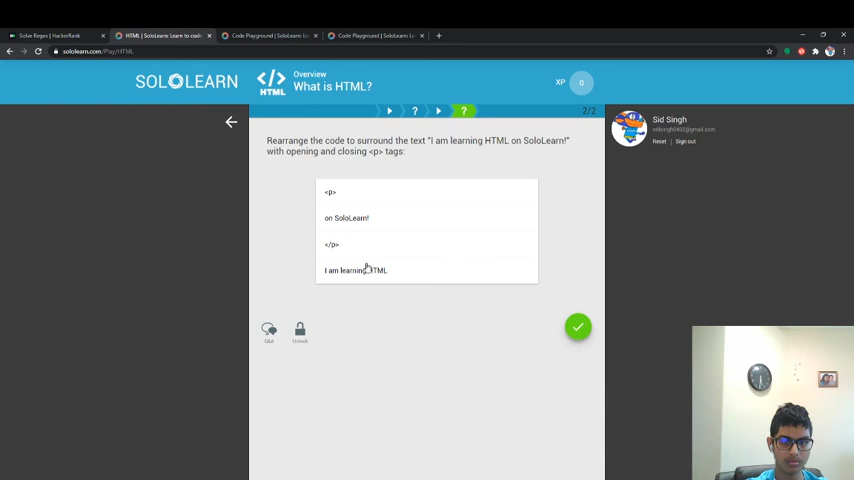 Solve Regex | HackerRank
HTML | SoloLearn: Learn to code
Code Playground | SoloLearn: Le
Code Playground | SoloLearn: Le
sololearn.com/Play/HTML
SOLOLEARN
</>
HTML
Overview
What is HTML?
XP 0
? ? 2/2
Sid Singh
Reset Sign out
Rearrange the code to surround the text "I am learning HTML on SoloLearn!"
with opening and closing <p> tags:
<p>
on SoloLearn!
</p>
I am learning HTML
Q&A
Unlock